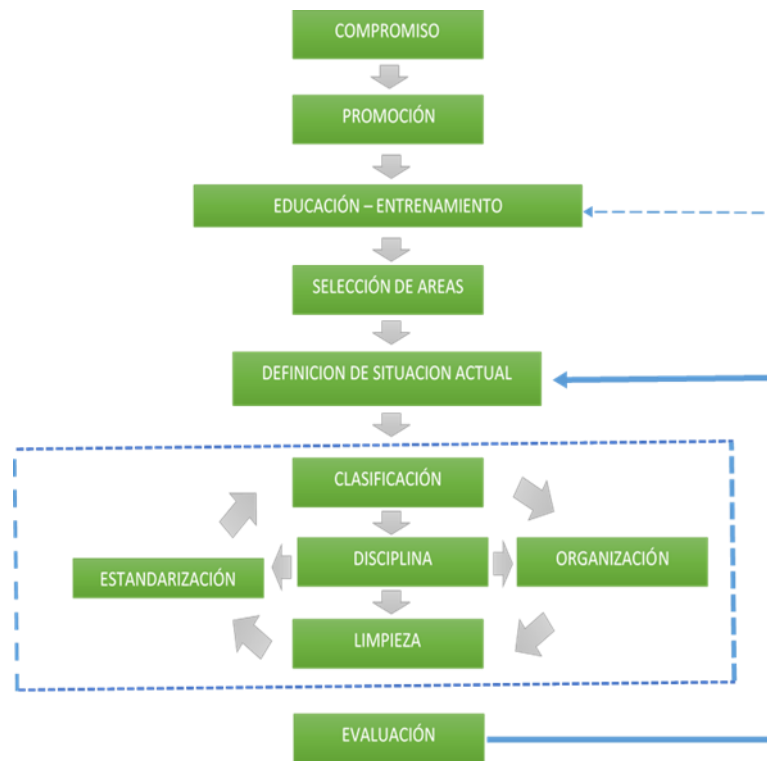 COMPROMISO
PROMOCIÓN
EDUCACIÓN – ENTRENAMIENTO
SELECCIÓN DE AREAS
DEFINICION DE SITUACION ACTUAL
CLASIFICACIÓN
ESTANDARIZACIÓN
DISCIPLINA
ORGANIZACIÓN
LIMPIEZA
EVALUACIÓN